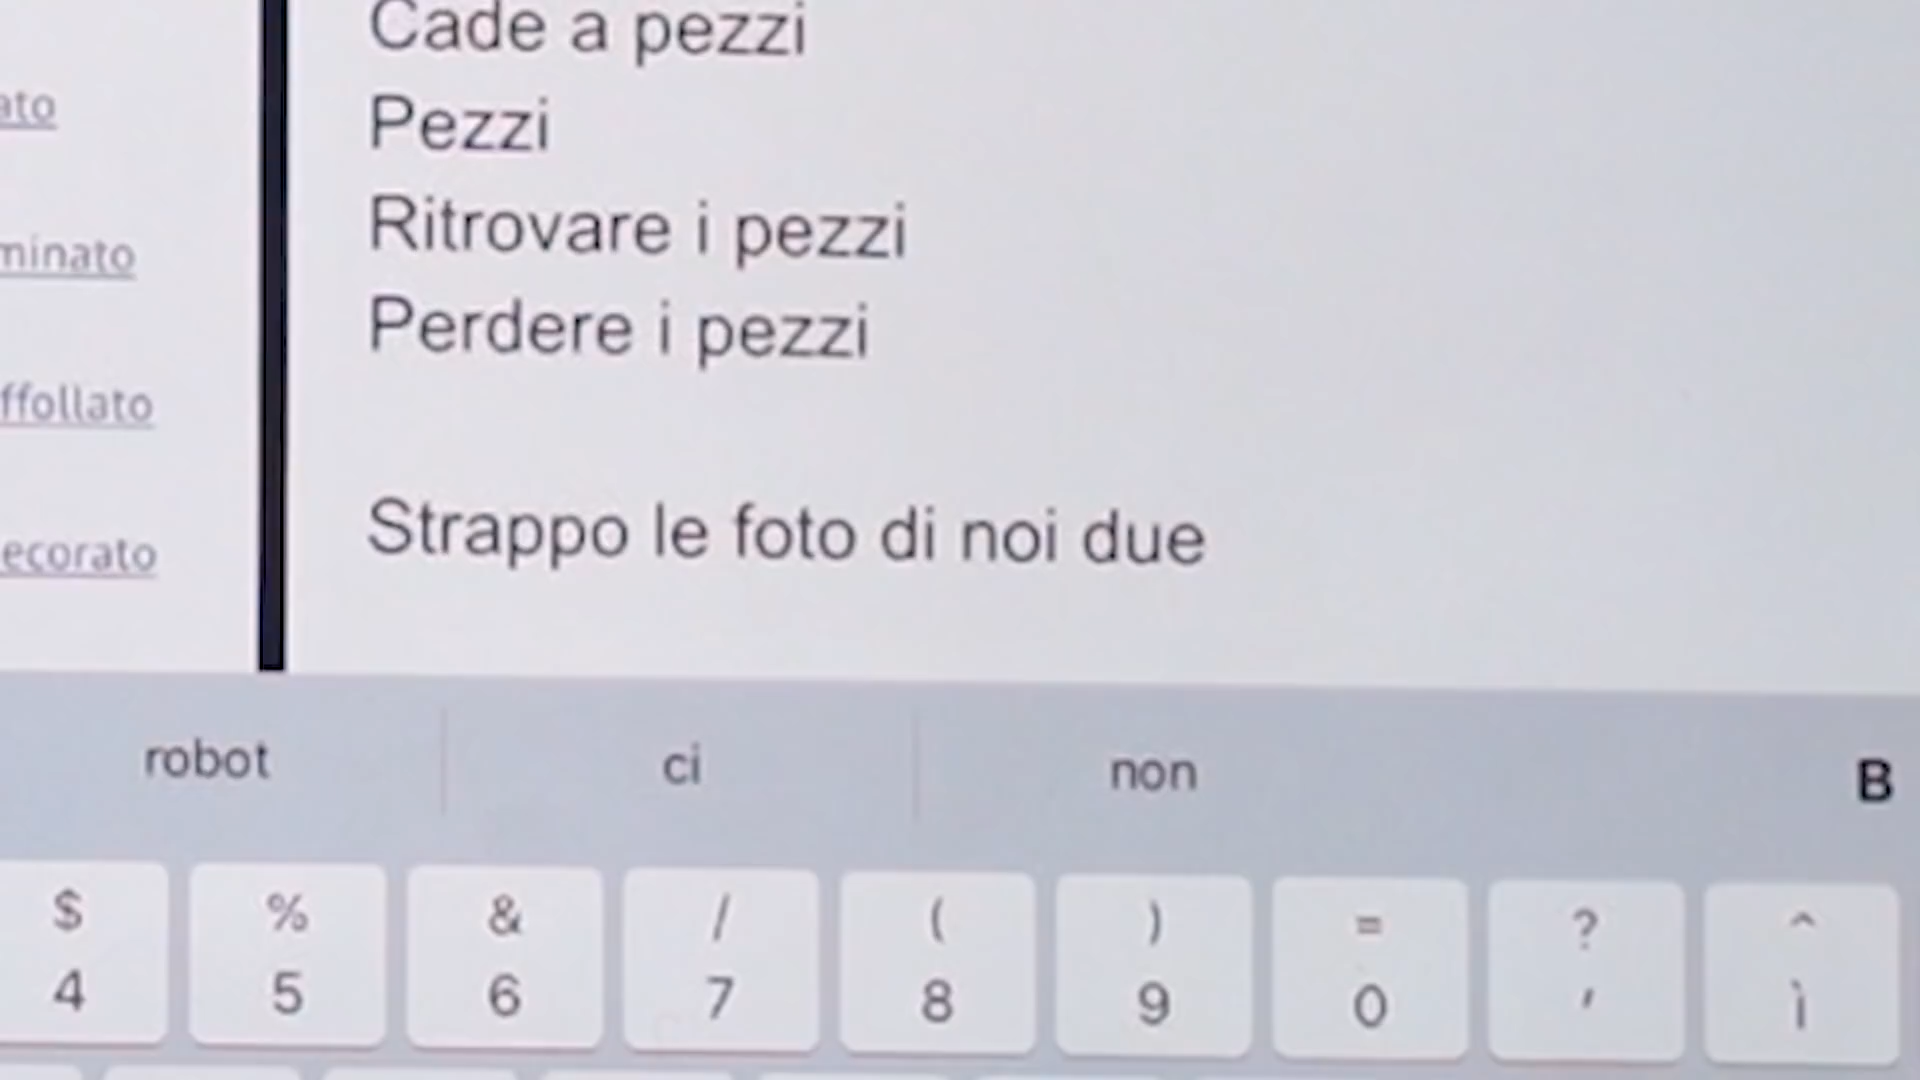 Cade a pezzi
Pezzi
Ritrovare i pezzi
Perdere i pezzi
Strappo le foto di noi due
ato
minato
ffollato
ecorato
robot ci non B
$ % & / ( ) = ? ^
4 5 6 7 8 9 0 ' ì